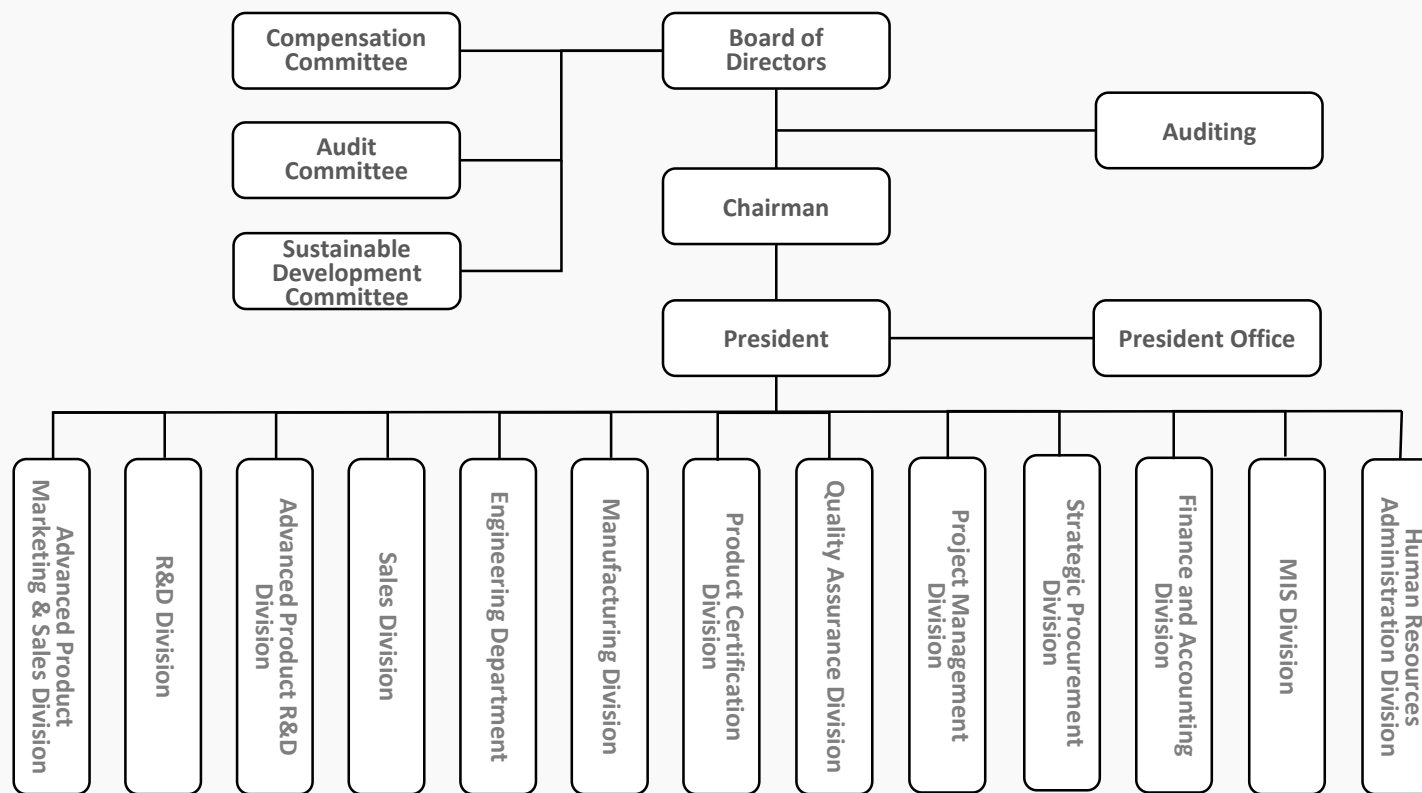 Compensation
Committee
Board of
Directors
Audit
Committee
Auditing
Chairman
Sustainable
Development
Committee
President
President Office
Advanced Product
Marketing & Sales Division
R&D Division
Advanced Product R&D
Division
Sales Division
Engineering Department
Manufacturing Division
Product Certification
Division
Quality Assurance Division
Project Management
Division
Strategic Procurement
Division
Finance and Accounting
Division
MIS Division
Human Resources
Administration Division